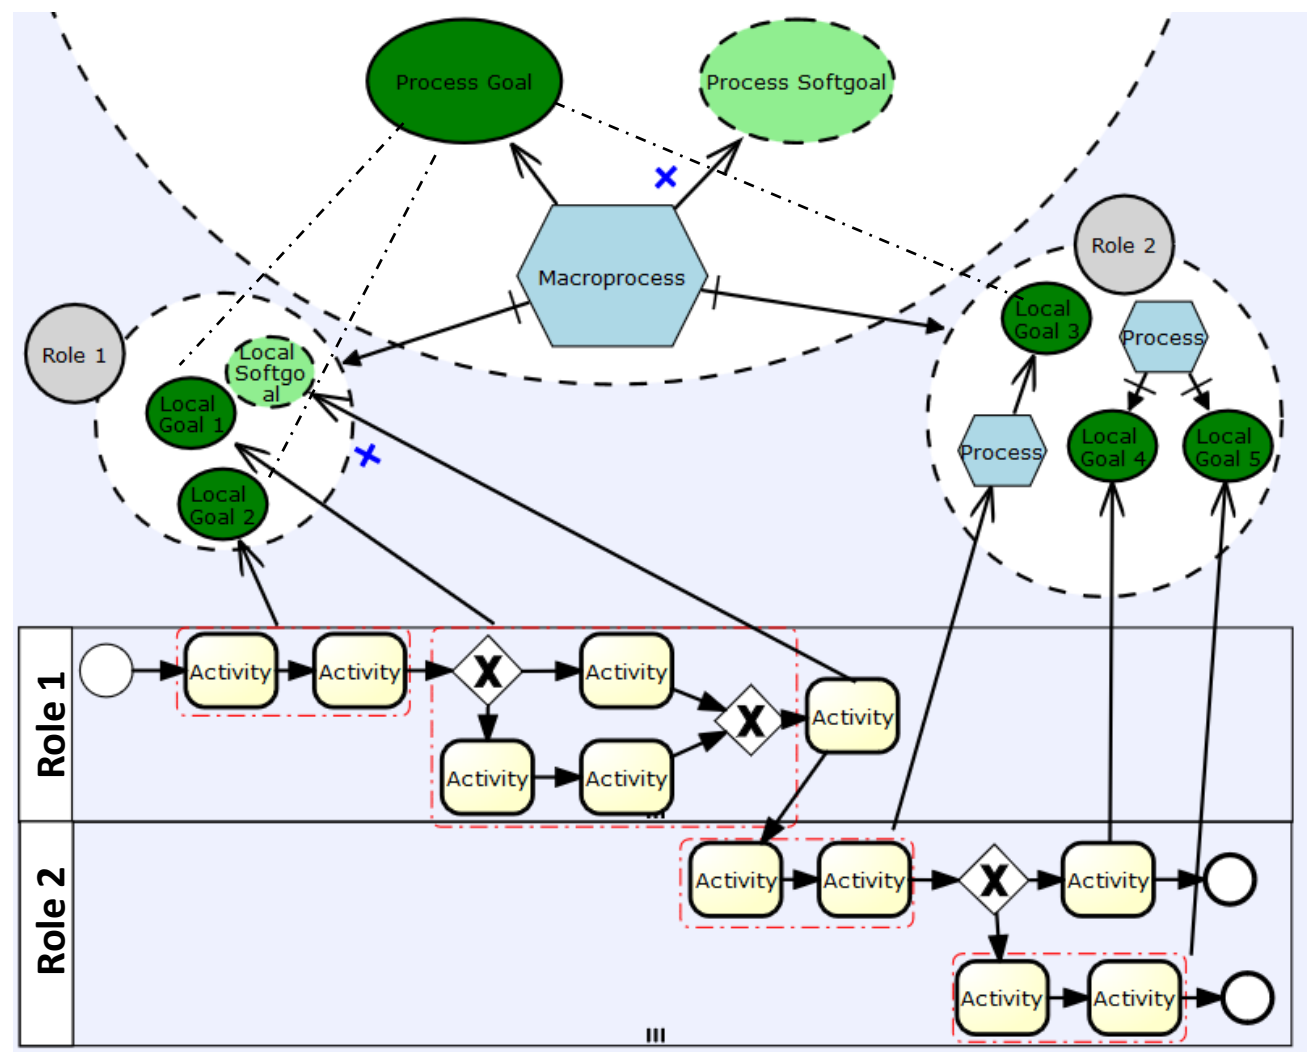 Process Goal
Process Softgoal
Macroprocess
Role 2
Role 1
Local
Goal 3
Process
Local
Softgo
al
Local
Goal 1
Local
Goal 2
Process
Local
Goal 4
Local
Goal 5
Role 1
Activity
Activity
X
Activity
Activity
Activity
X
Activity
Role 2
Activity
Activity
X
Activity
Activity
Activity